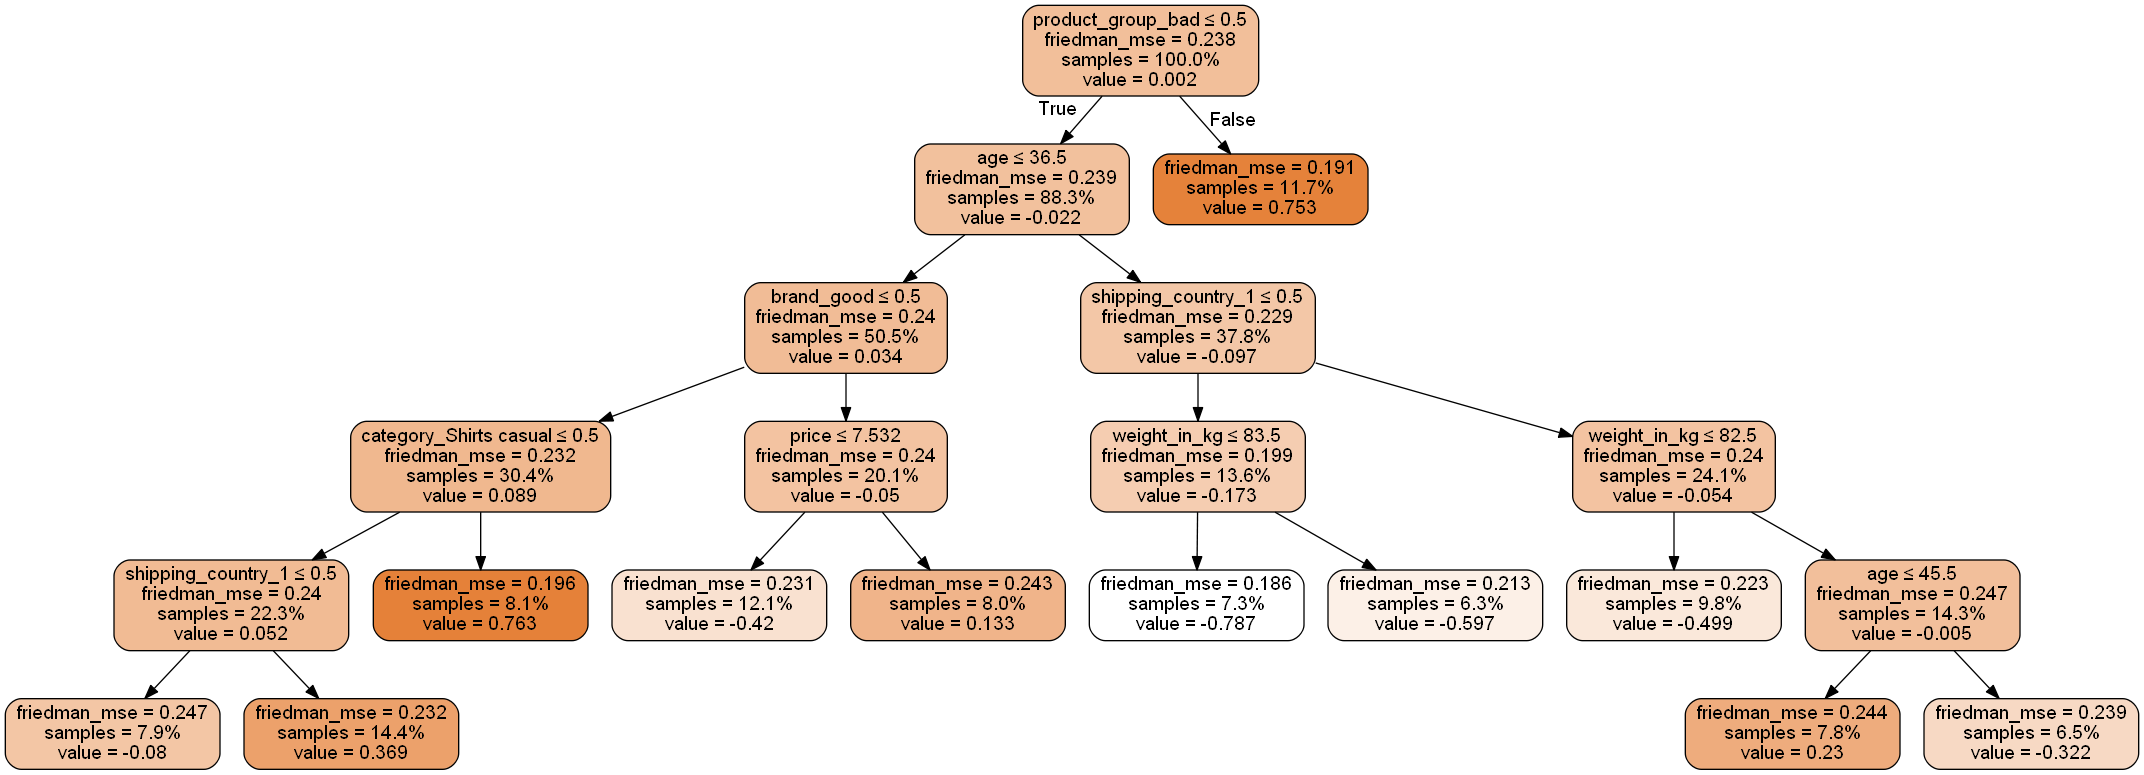 product_group_bad ≤ 0.5
friedman_mse = 0.238
samples = 100.0%
value = 0.002
True
False
age ≤ 36.5
friedman_mse = 0.239
samples = 88.3%
value = -0.022
friedman_mse = 0.191
samples = 11.7%
value = 0.753
brand_good ≤ 0.5
friedman_mse = 0.24
samples = 50.5%
value = 0.034
shipping_country_1 ≤ 0.5
friedman_mse = 0.229
samples = 37.8%
value = -0.097
category_Shirts casual ≤ 0.5
friedman_mse = 0.232
samples = 30.4%
value = 0.089
price ≤ 7.532
friedman_mse = 0.24
samples = 20.1%
value = -0.05
weight_in_kg ≤ 83.5
friedman_mse = 0.199
samples = 13.6%
value = -0.173
weight_in_kg ≤ 82.5
friedman_mse = 0.24
samples = 24.1%
value = -0.054
shipping_country_1 ≤ 0.5
friedman_mse = 0.24
samples = 22.3%
value = 0.052
friedman_mse = 0.196
samples = 8.1%
value = 0.763
friedman_mse = 0.231
samples = 12.1%
value = -0.42
friedman_mse = 0.243
samples = 8.0%
value = 0.133
friedman_mse = 0.186
samples = 7.3%
value = -0.787
friedman_mse = 0.213
samples = 6.3%
value = -0.597
friedman_mse = 0.223
samples = 9.8%
value = -0.499
age ≤ 45.5
friedman_mse = 0.247
samples = 14.3%
value = -0.005
friedman_mse = 0.247
samples = 7.9%
value = -0.08
friedman_mse = 0.232
samples = 14.4%
value = 0.369
friedman_mse = 0.244
samples = 7.8%
value = 0.23
friedman_mse = 0.239
samples = 6.5%
value = -0.322